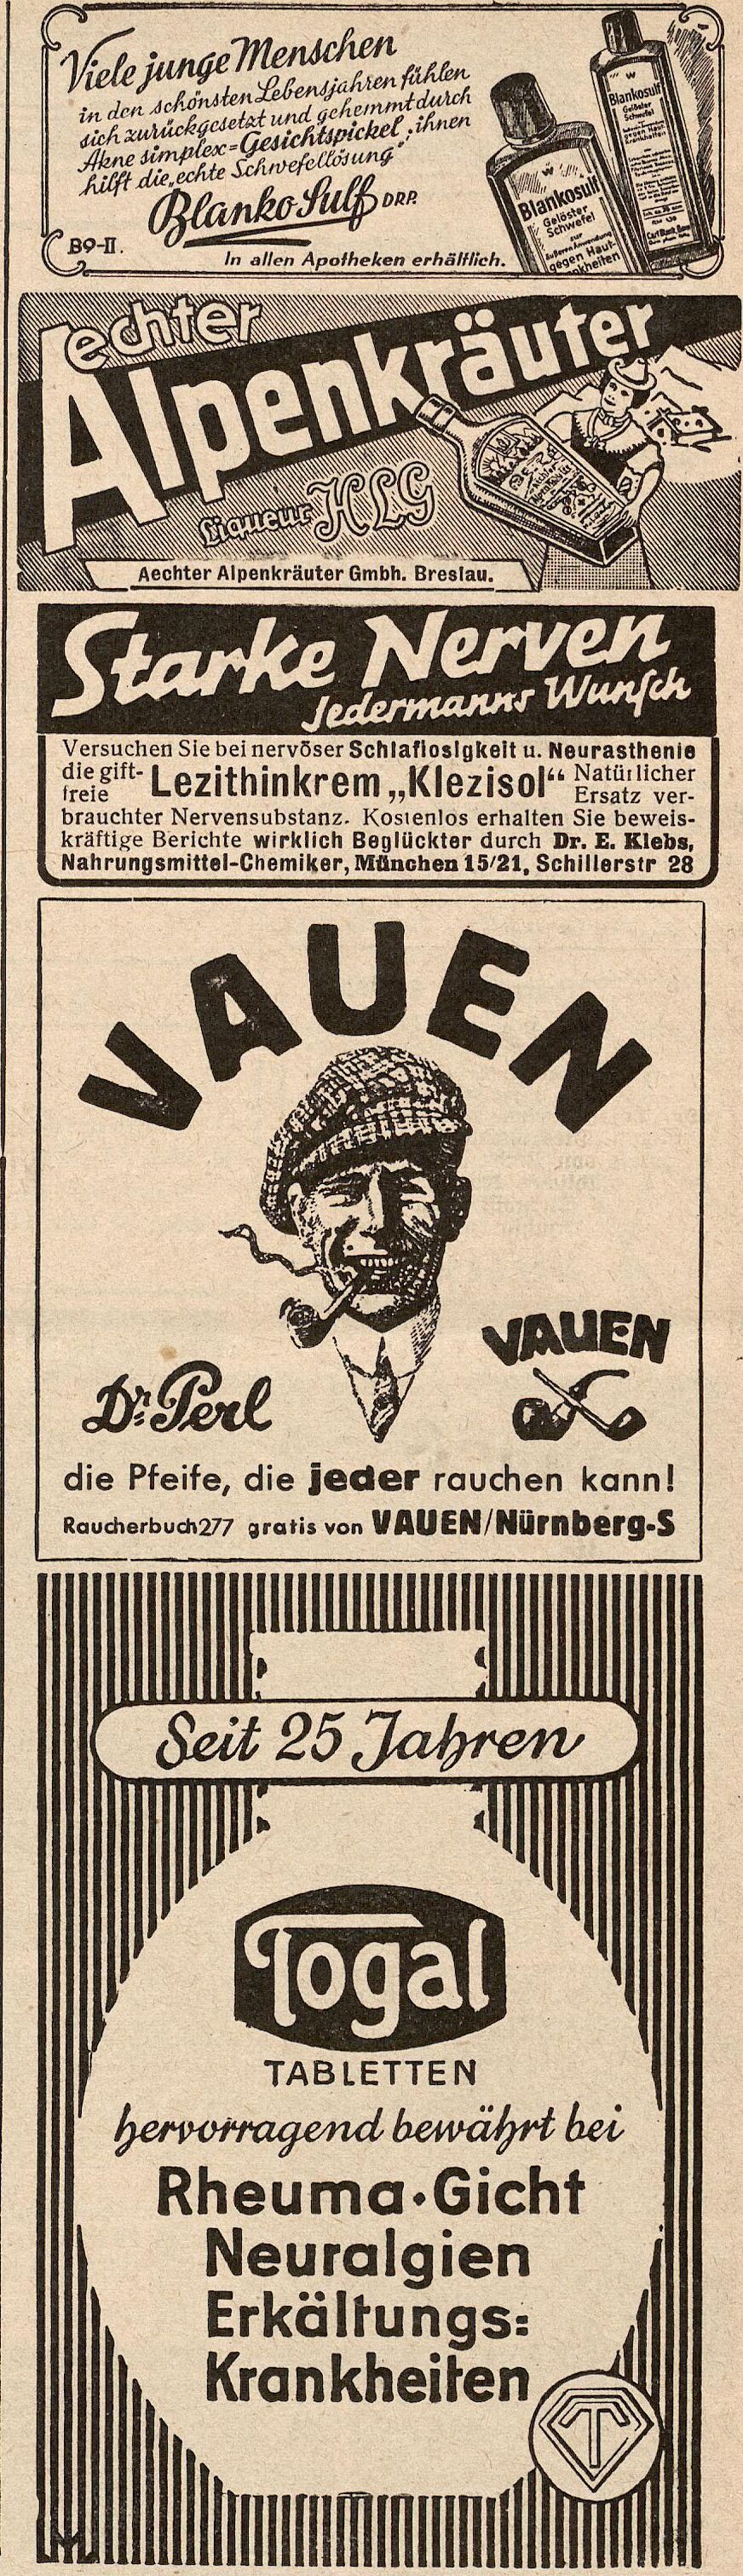 Viele junge Menschen
in den schönsten Lebensjahren fühlen
sich zurückgesetzt und gehemmt durch
Akne simplex=Gesichtspickel; ihnen
hilft die „echte Schwefellösung"
Blanko Sulf DRP.
B9-II.
In allen Apotheken erhältlich.
Blankosulf
Gelöster
Schwefel
zur
äußeren Anwendung
gegen Haut-
krankheiten
Blankosulf
Gelöster
Schwefel
echter
Alpenkräuter
Liqueur HLG
Aechter Alpenkräuter Gmbh. Breslau.
Starke Nerven
Jedermanns Wunsch
Versuchen Sie bei nervöser Schlaflosigkeit u. Neurasthenie
die gift-
freie Lezithinkrem „Klezisol“ Natürlicher
Ersatz ver-
brauchter Nervensubstanz. Kostenlos erhalten Sie beweis-
kräftige Berichte wirklich Beglückter durch Dr. E. Klebs,
Nahrungsmittel-Chemiker, München 15/21, Schillerstr 28
VAUEN
VAUEN
Dr. Perl
die Pfeife, die jeder rauchen kann!
Raucherbuch 277 gratis von VAUEN/Nürnberg-S
Seit 25 Jahren
Togal
TABLETTEN
hervorragend bewährt bei
Rheuma·Gicht
Neuralgien
Erkältungs=
Krankheiten
T